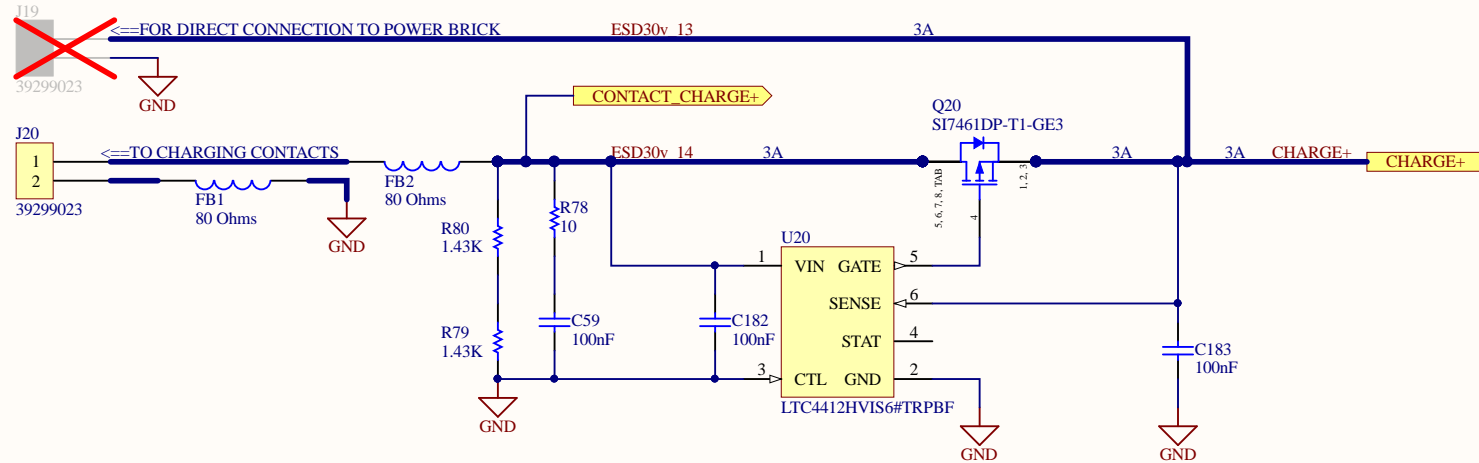 J19
<==FOR DIRECT CONNECTION TO POWER BRICK
ESD30v_13
3A
39299023
GND
CONTACT_CHARGE+
Q20
SI7461DP-T1-GE3
J20
1
2
39299023
<==TO CHARGING CONTACTS
FB1
80 Ohms
GND
FB2
80 Ohms
ESD30v_14
3A
5, 6, 7, 8, TAB
1, 2, 3
4
3A
3A
CHARGE+
CHARGE+
R80
1.43K
R78
10
R79
1.43K
C59
100nF
C182
100nF
GND
U20
1
VIN
GATE
5
SENSE
6
STAT
4
3
CTL
GND
2
LTC4412HVIS6#TRPBF
GND
C183
100nF
GND